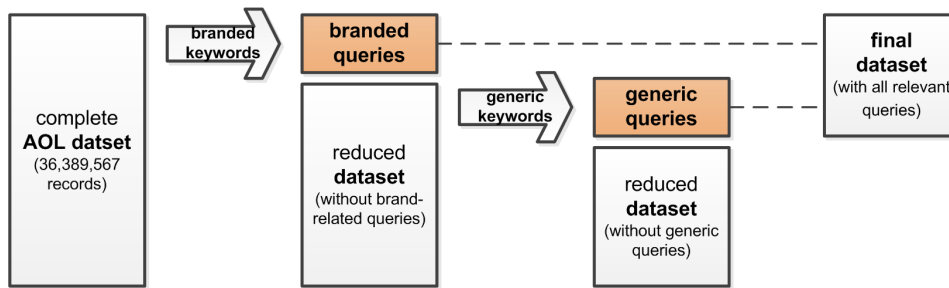 complete
AOL datset
(36,389,567
records)
branded
keywords
branded
queries
reduced
dataset
(without brand-
related queries)
generic
keywords
generic
queries
reduced
dataset
(without generic
queries)
final
dataset
(with all relevant
queries)